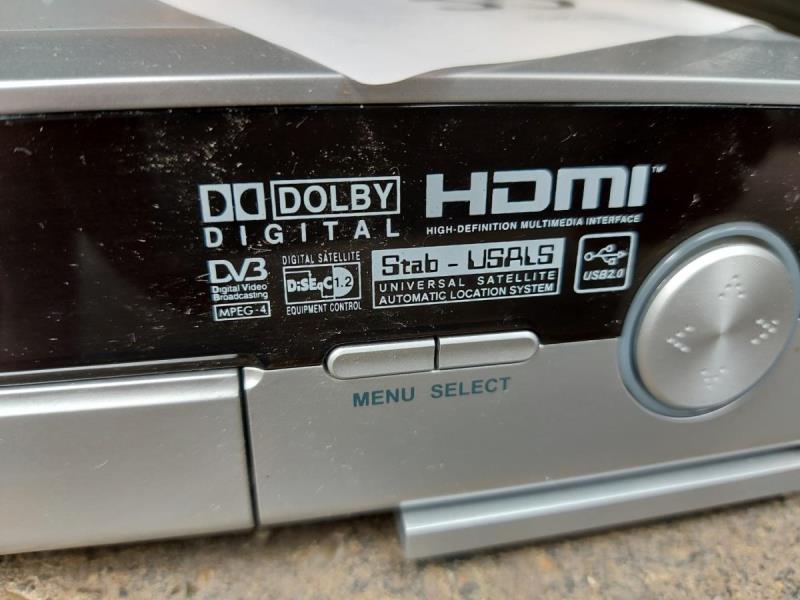 DOLBY
DIGITAL
HDMI™
HIGH-DEFINITION MULTIMEDIA INTERFACE
DVB
Digital Video
Broadcasting
MPEG-4
DIGITAL SATELLITE
DiSEqC 1.2
EQUIPMENT CONTROL
Stab - USALS
UNIVERSAL SATELLITE
AUTOMATIC LOCATION SYSTEM
USB2.0
MENU SELECT